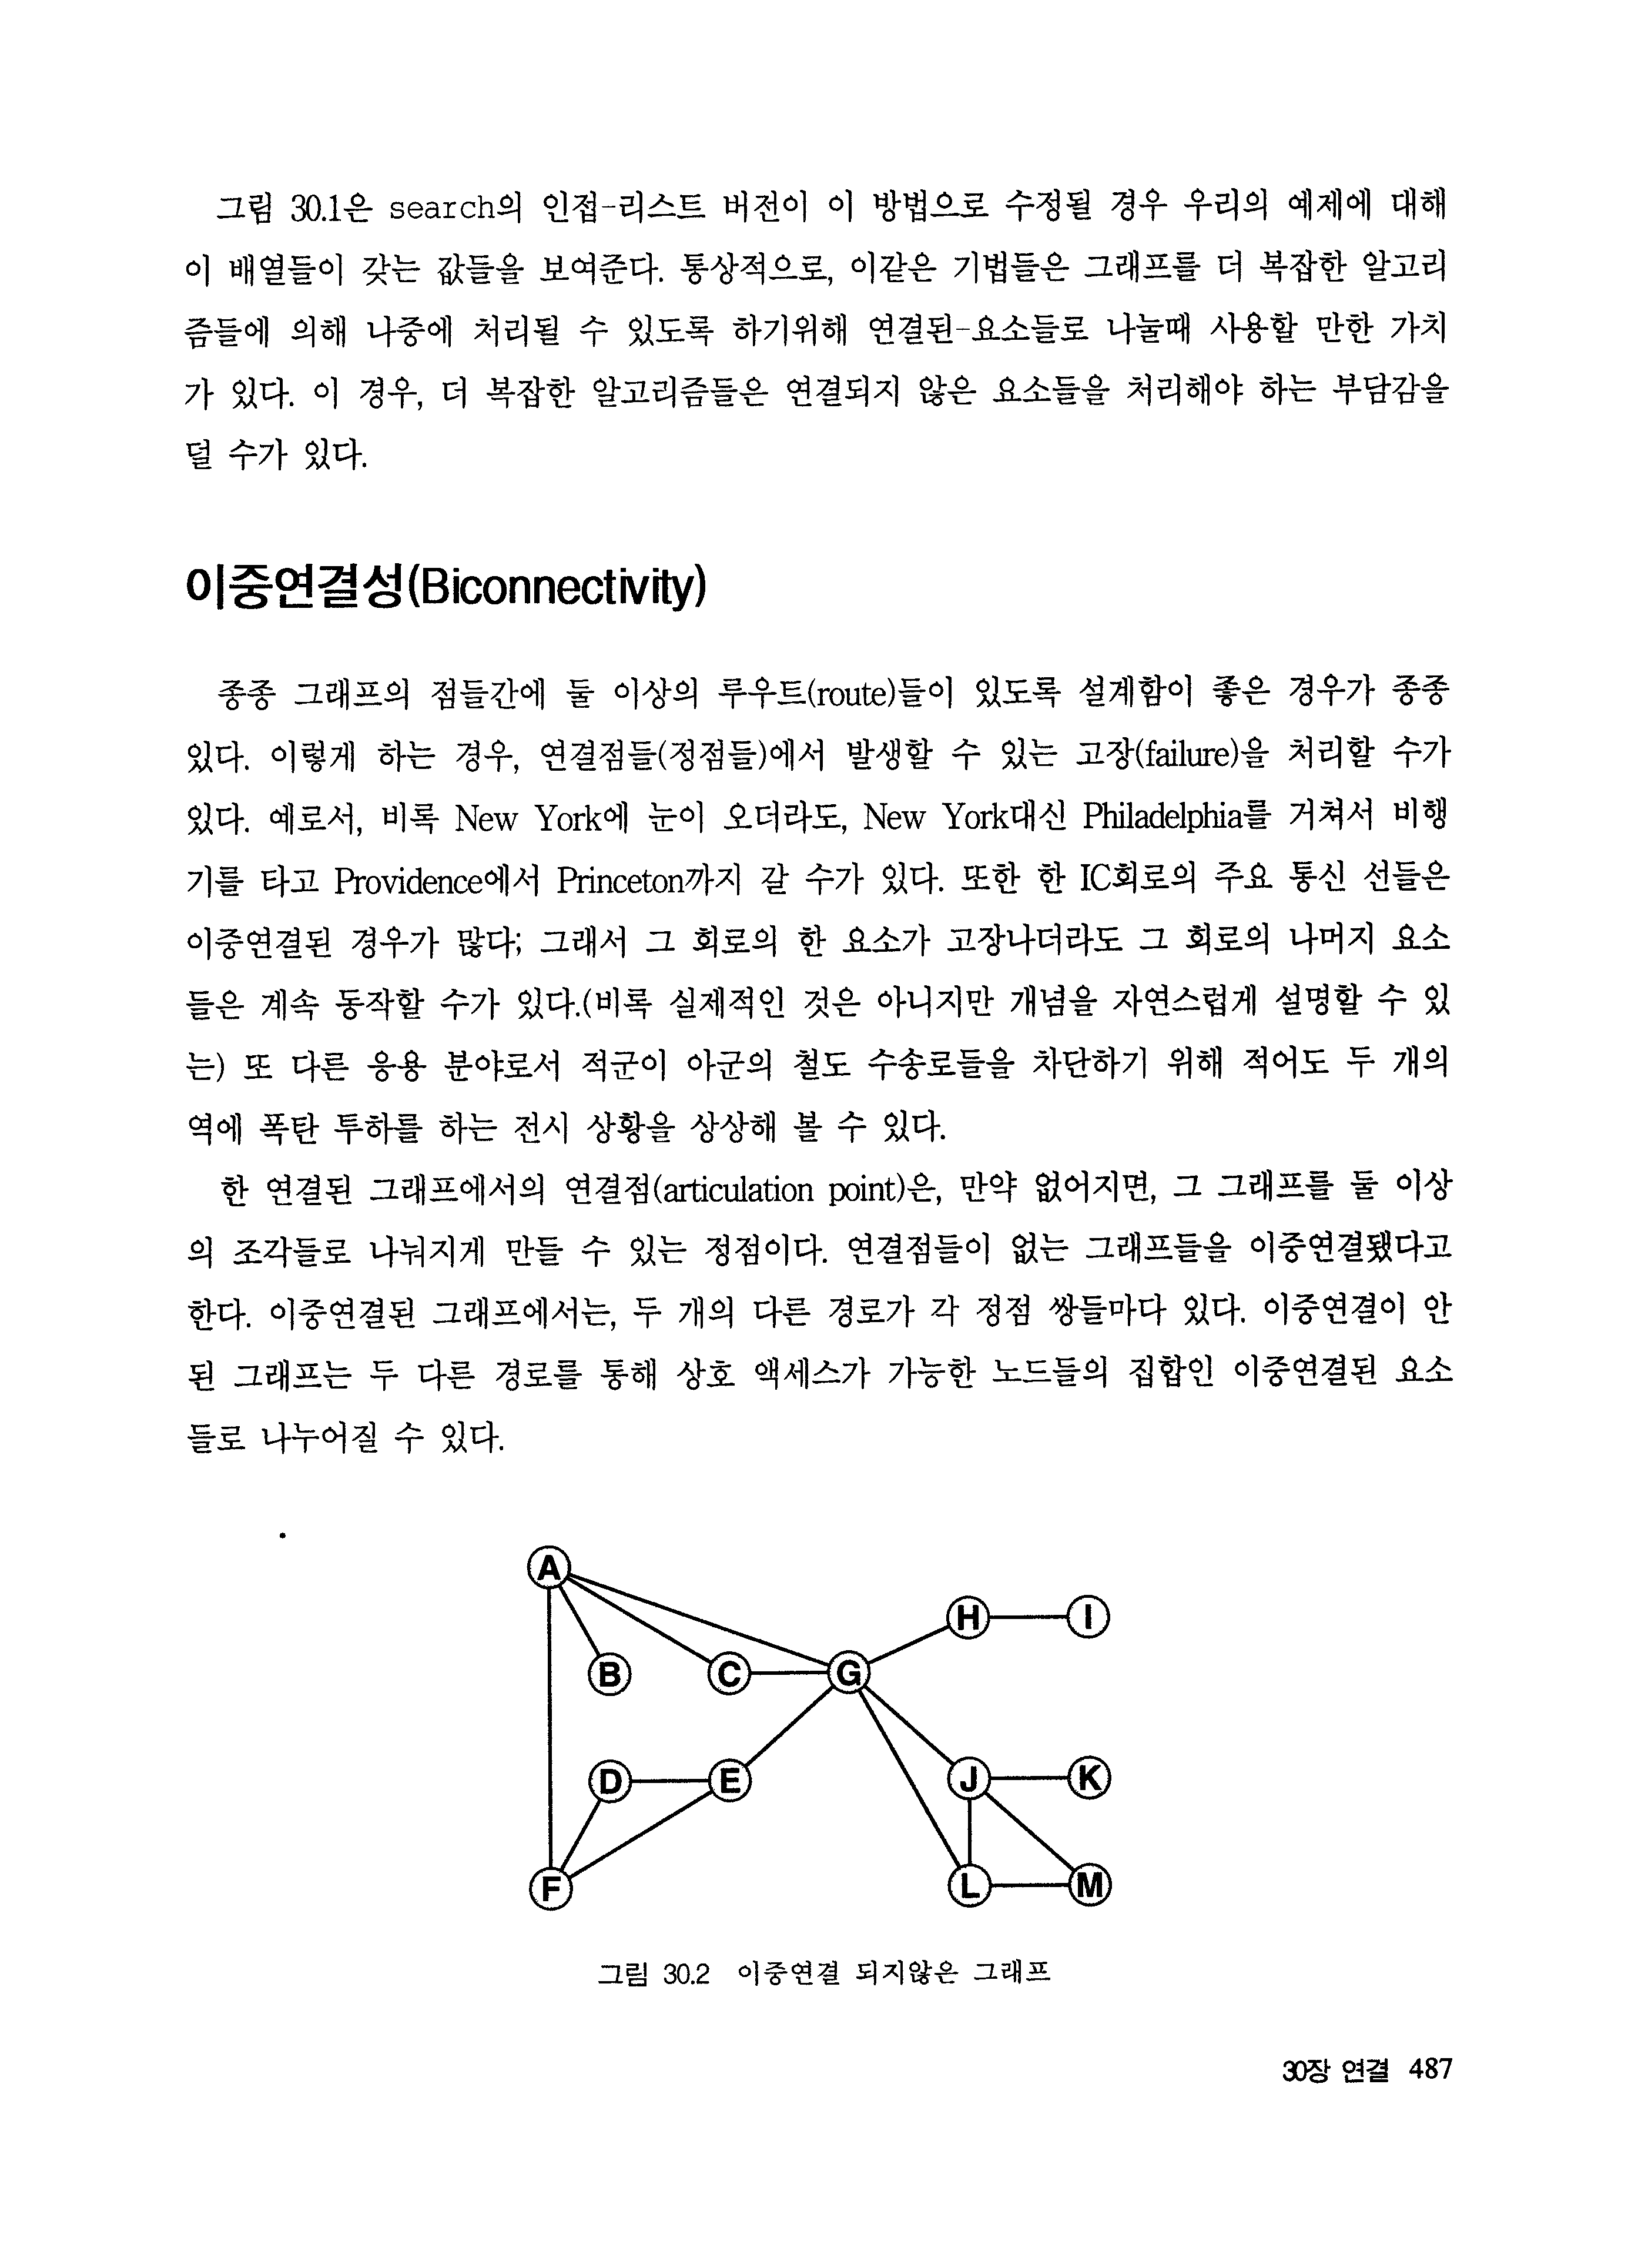 그림 30.1은 search의 인접-리스트 버전이 이 방법으로 수정될 경우 우리의 예제에 대해
이 배열들이 갖는 값들을 보여준다. 통상적으로, 이같은 기법들은 그래프를 더 복잡한 알고리
즘들에 의해 나중에 처리될 수 있도록 하기위해 연결된-요소들로 나눌때 사용할 만한 가치
가 있다. 이 경우, 더 복잡한 알고리즘들은 연결되지 않은 요소들을 처리해야 하는 부담감을
덜 수가 있다.
이중연결성(Biconnectivity)
종종 그래프의 점들간에 둘 이상의 루우트(route)들이 있도록 설계함이 좋은 경우가 종종
있다. 이렇게 하는 경우, 연결점들(정점들)에서 발생할 수 있는 고장(failure)을 처리할 수가
있다. 예로서, 비록 New York에 눈이 오더라도, New York대신 Philadelphia를 거쳐서 비행
기를 타고 Providence에서 Princeton까지 갈 수가 있다. 또한 한 IC회로의 주요 통신 선들은
이중연결된 경우가 많다; 그래서 그 회로의 한 요소가 고장나더라도 그 회로의 나머지 요소
들은 계속 동작할 수가 있다.(비록 실제적인 것은 아니지만 개념을 자연스럽게 설명할 수 있
는) 또 다른 응용 분야로서 적군이 아군의 철도 수송로들을 차단하기 위해 적어도 두 개의
역에 폭탄 투하를 하는 전시 상황을 상상해 볼 수 있다.
한 연결된 그래프에서의 연결점(articulation point)은, 만약 없어지면, 그 그래프를 둘 이상
의 조각들로 나눠지게 만들 수 있는 정점이다. 연결점들이 없는 그래프들을 이중연결됐다고
한다. 이중연결된 그래프에서는, 두 개의 다른 경로가 각 정점 쌍들마다 있다. 이중연결이 안
된 그래프는 두 다른 경로를 통해 상호 액세스가 가능한 노드들의 집합인 이중연결된 요소
들로 나누어질 수 있다.
A
H I
B C G
D E J K
F L M
그림 30.2 이중연결 되지않은 그래프
30장 연결 487